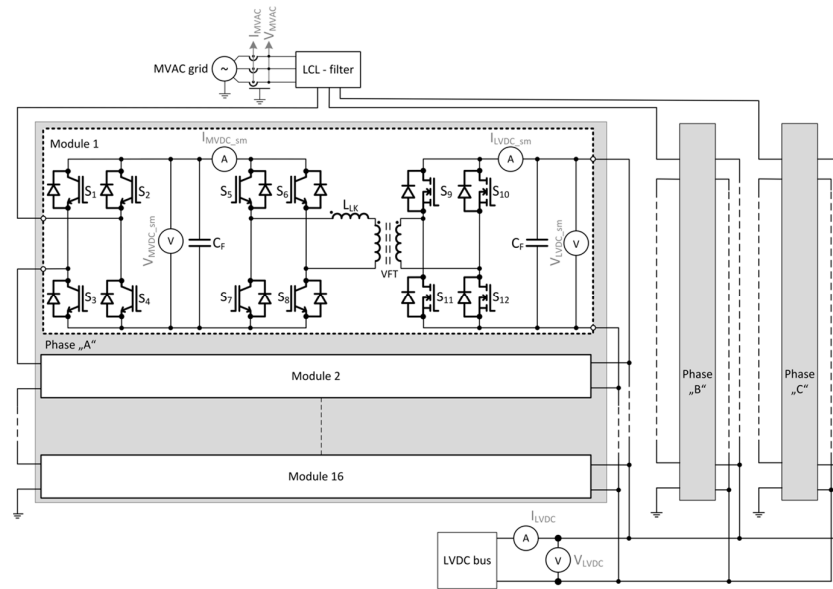 I_MVAC
V_MVAC
MVAC grid
~
LCL - filter
Module 1
I_MVDC_sm
I_LVDC_sm
A
A
S1
S2
S5
S6
S9
S10
L_LK
V_MVDC_sm
V
C_F
VFT
C_F
V
V_LVDC_sm
S3
S4
S7
S8
S11
S12
Phase „A“
Module 2
Phase
„B“
Phase
„C“
Module 16
I_LVDC
A
LVDC bus
V
V_LVDC